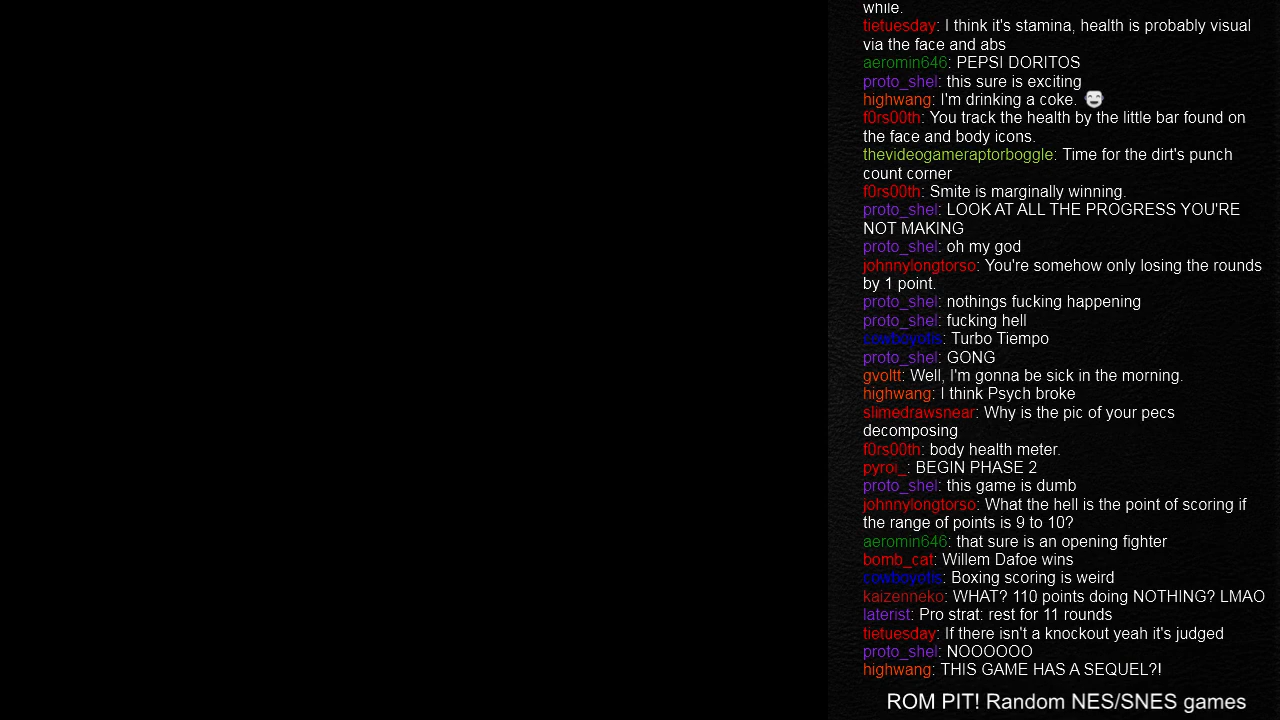 while.
tietuesday: I think it's stamina, health is probably visual
via the face and abs
aeromin646: PEPSI DORITOS
proto_shel: this sure is exciting
highwang: I'm drinking a coke.
f0rs00th: You track the health by the little bar found on
the face and body icons.
thevideogameraptorboggle: Time for the dirt's punch
count corner
f0rs00th: Smite is marginally winning.
proto_shel: LOOK AT ALL THE PROGRESS YOU'RE
NOT MAKING
proto_shel: oh my god
johnnylongtorso: You're somehow only losing the rounds
by 1 point.
proto_shel: nothings fucking happening
proto_shel: fucking hell
cowboyotis: Turbo Tiempo
proto_shel: GONG
gvoltt: Well, I'm gonna be sick in the morning.
highwang: I think Psych broke
slimedrawsnear: Why is the pic of your pecs
decomposing
f0rs00th: body health meter.
pyroi_: BEGIN PHASE 2
proto_shel: this game is dumb
johnnylongtorso: What the hell is the point of scoring if
the range of points is 9 to 10?
aeromin646: that sure is an opening fighter
bomb_cat: Willem Dafoe wins
cowboyotis: Boxing scoring is weird
kaizenneko: WHAT? 110 points doing NOTHING? LMAO
laterist: Pro strat: rest for 11 rounds
tietuesday: If there isn't a knockout yeah it's judged
proto_shel: NOOOOOO
highwang: THIS GAME HAS A SEQUEL?!
ROM PIT! Random NES/SNES games